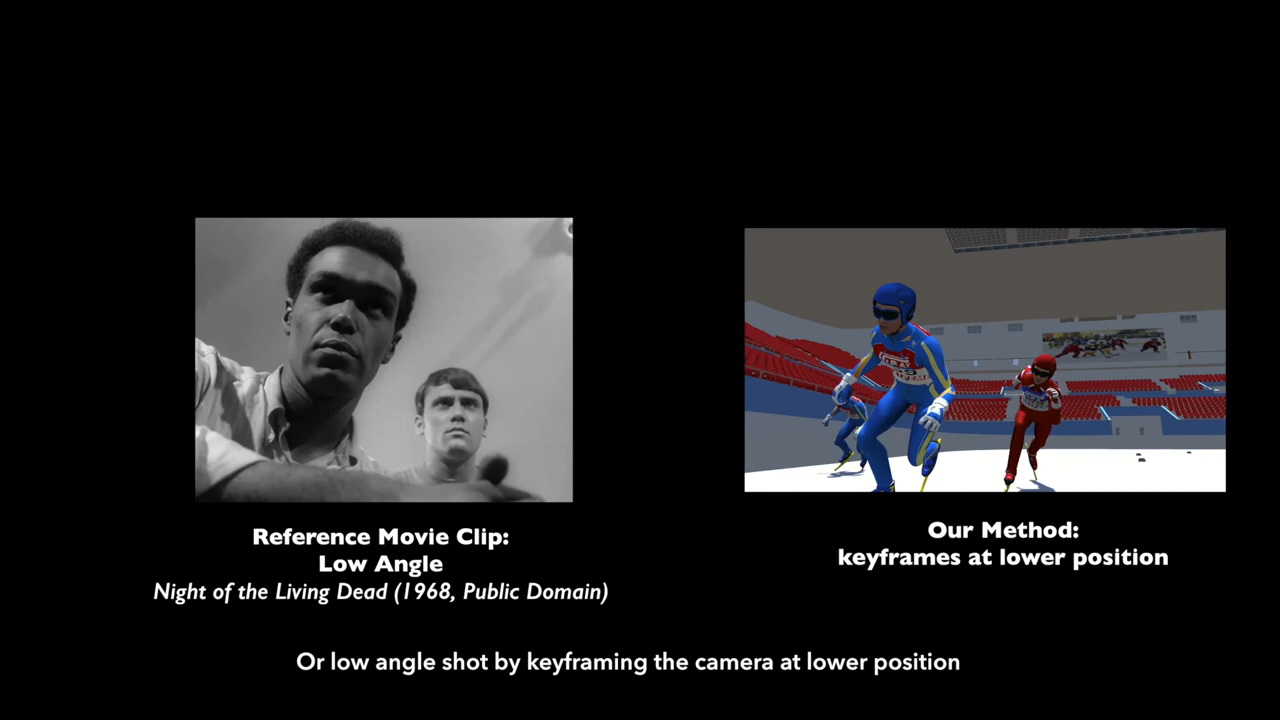 Reference Movie Clip:
Low Angle
Night of the Living Dead (1968, Public Domain)
Our Method:
keyframes at lower position
Or low angle shot by keyframing the camera at lower position